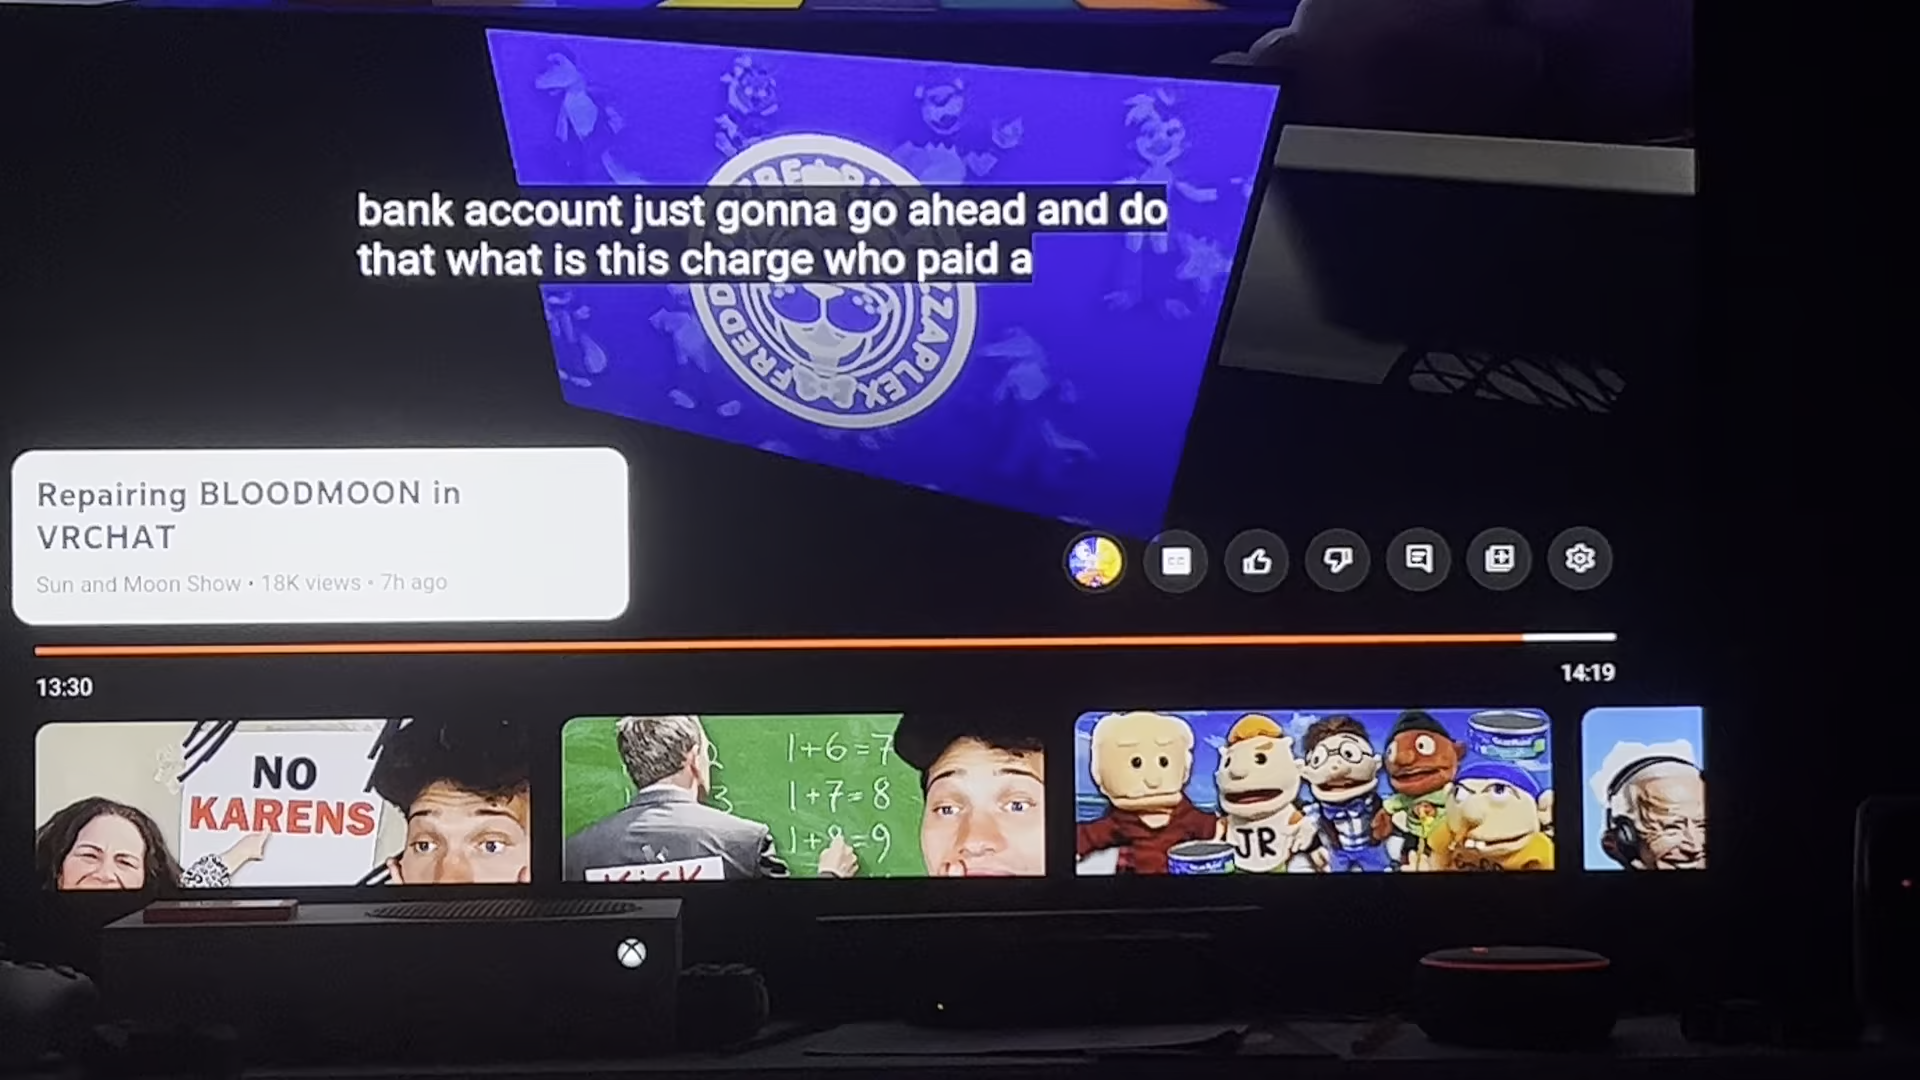 bank account just gonna go ahead and do
that what is this charge who paid a
Repairing BLOODMOON in
VRCHAT
Sun and Moon Show • 18K views • 7h ago
CC
13:30
14:19
NO
KARENS
1+6=7
1+7=8
1+8=9
JR